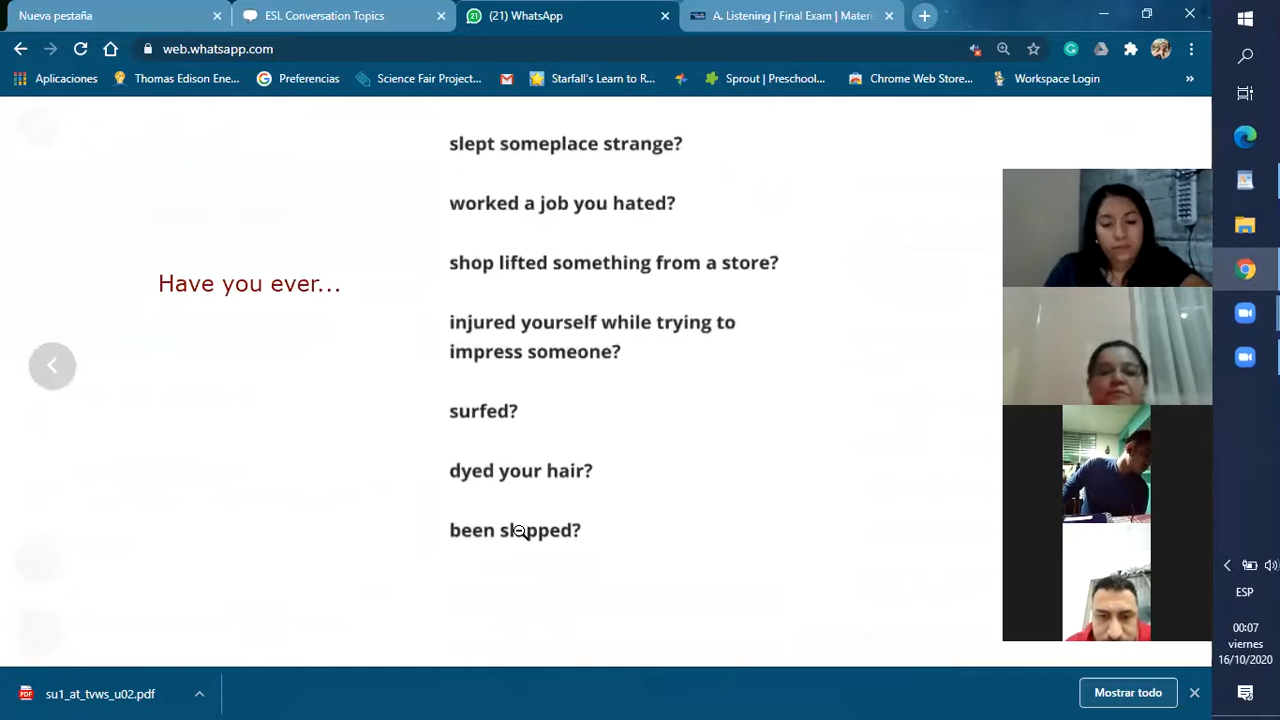 Nueva pestaña
ESL Conversation Topics
(21) WhatsApp
A. Listening | Final Exam | Materi
web.whatsapp.com
Aplicaciones
Thomas Edison Ene...
Preferencias
Science Fair Project...
Starfall's Learn to R...
Sprout | Preschool...
Chrome Web Store...
Workspace Login
»
slept someplace strange?
worked a job you hated?
shop lifted something from a store?
Have you ever...
injured yourself while trying to
impress someone?
surfed?
dyed your hair?
been slapped?
ESP
00:07
viernes
16/10/2020
su1_at_tvws_u02.pdf
Mostrar todo